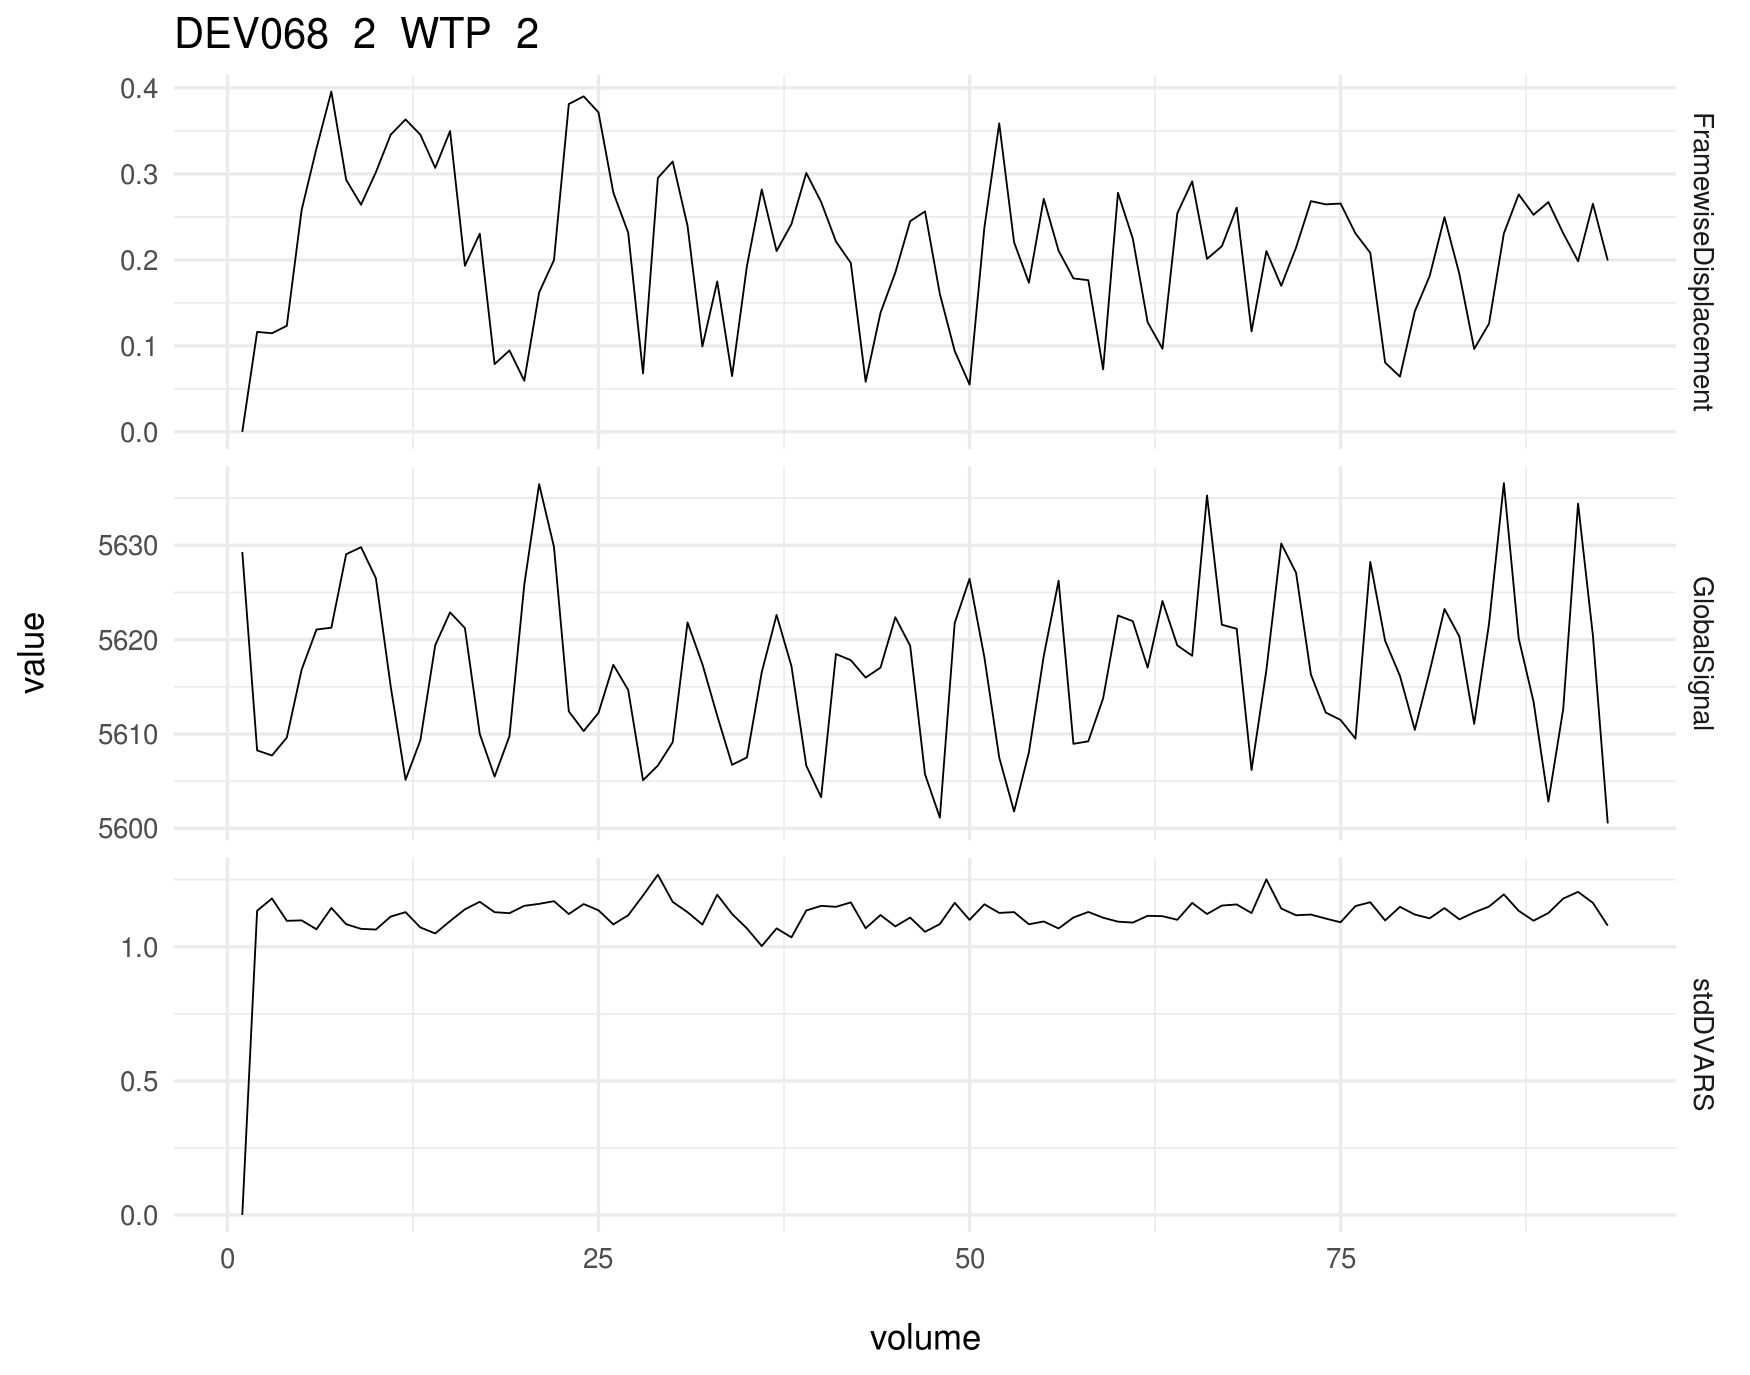 DEV068  2  WTP  2
0.4
0.3
0.2
0.1
0.0
FramewiseDisplacement
5630
5620
5610
5600
GlobalSignal
value
1.0
0.5
0.0
stdDVARS
0 25 50 75
volume